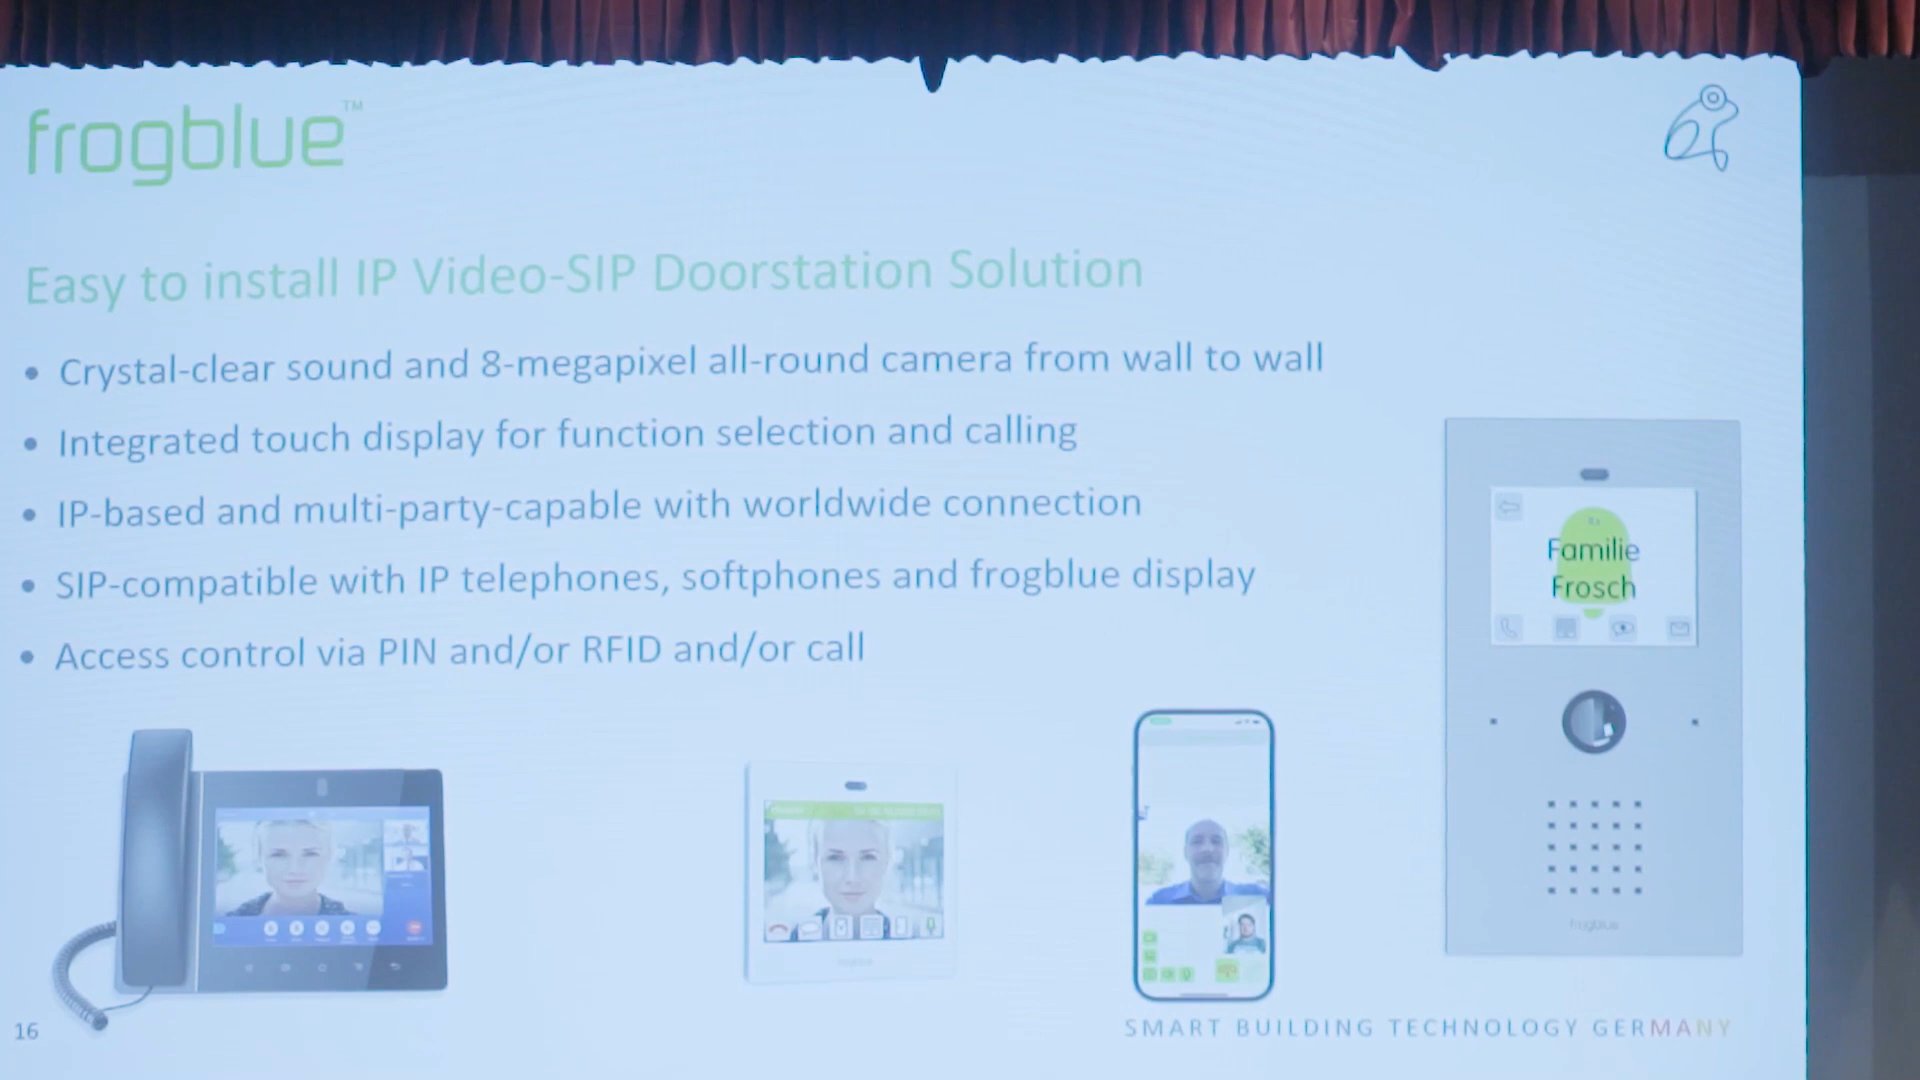 frogblue™
Easy to install IP Video-SIP Doorstation Solution
• Crystal-clear sound and 8-megapixel all-round camera from wall to wall
• Integrated touch display for function selection and calling
• IP-based and multi-party-capable with worldwide connection
• SIP-compatible with IP telephones, softphones and frogblue display
• Access control via PIN and/or RFID and/or call
Familie
Frosch
frogblue
16
SMART BUILDING TECHNOLOGY GERMANY